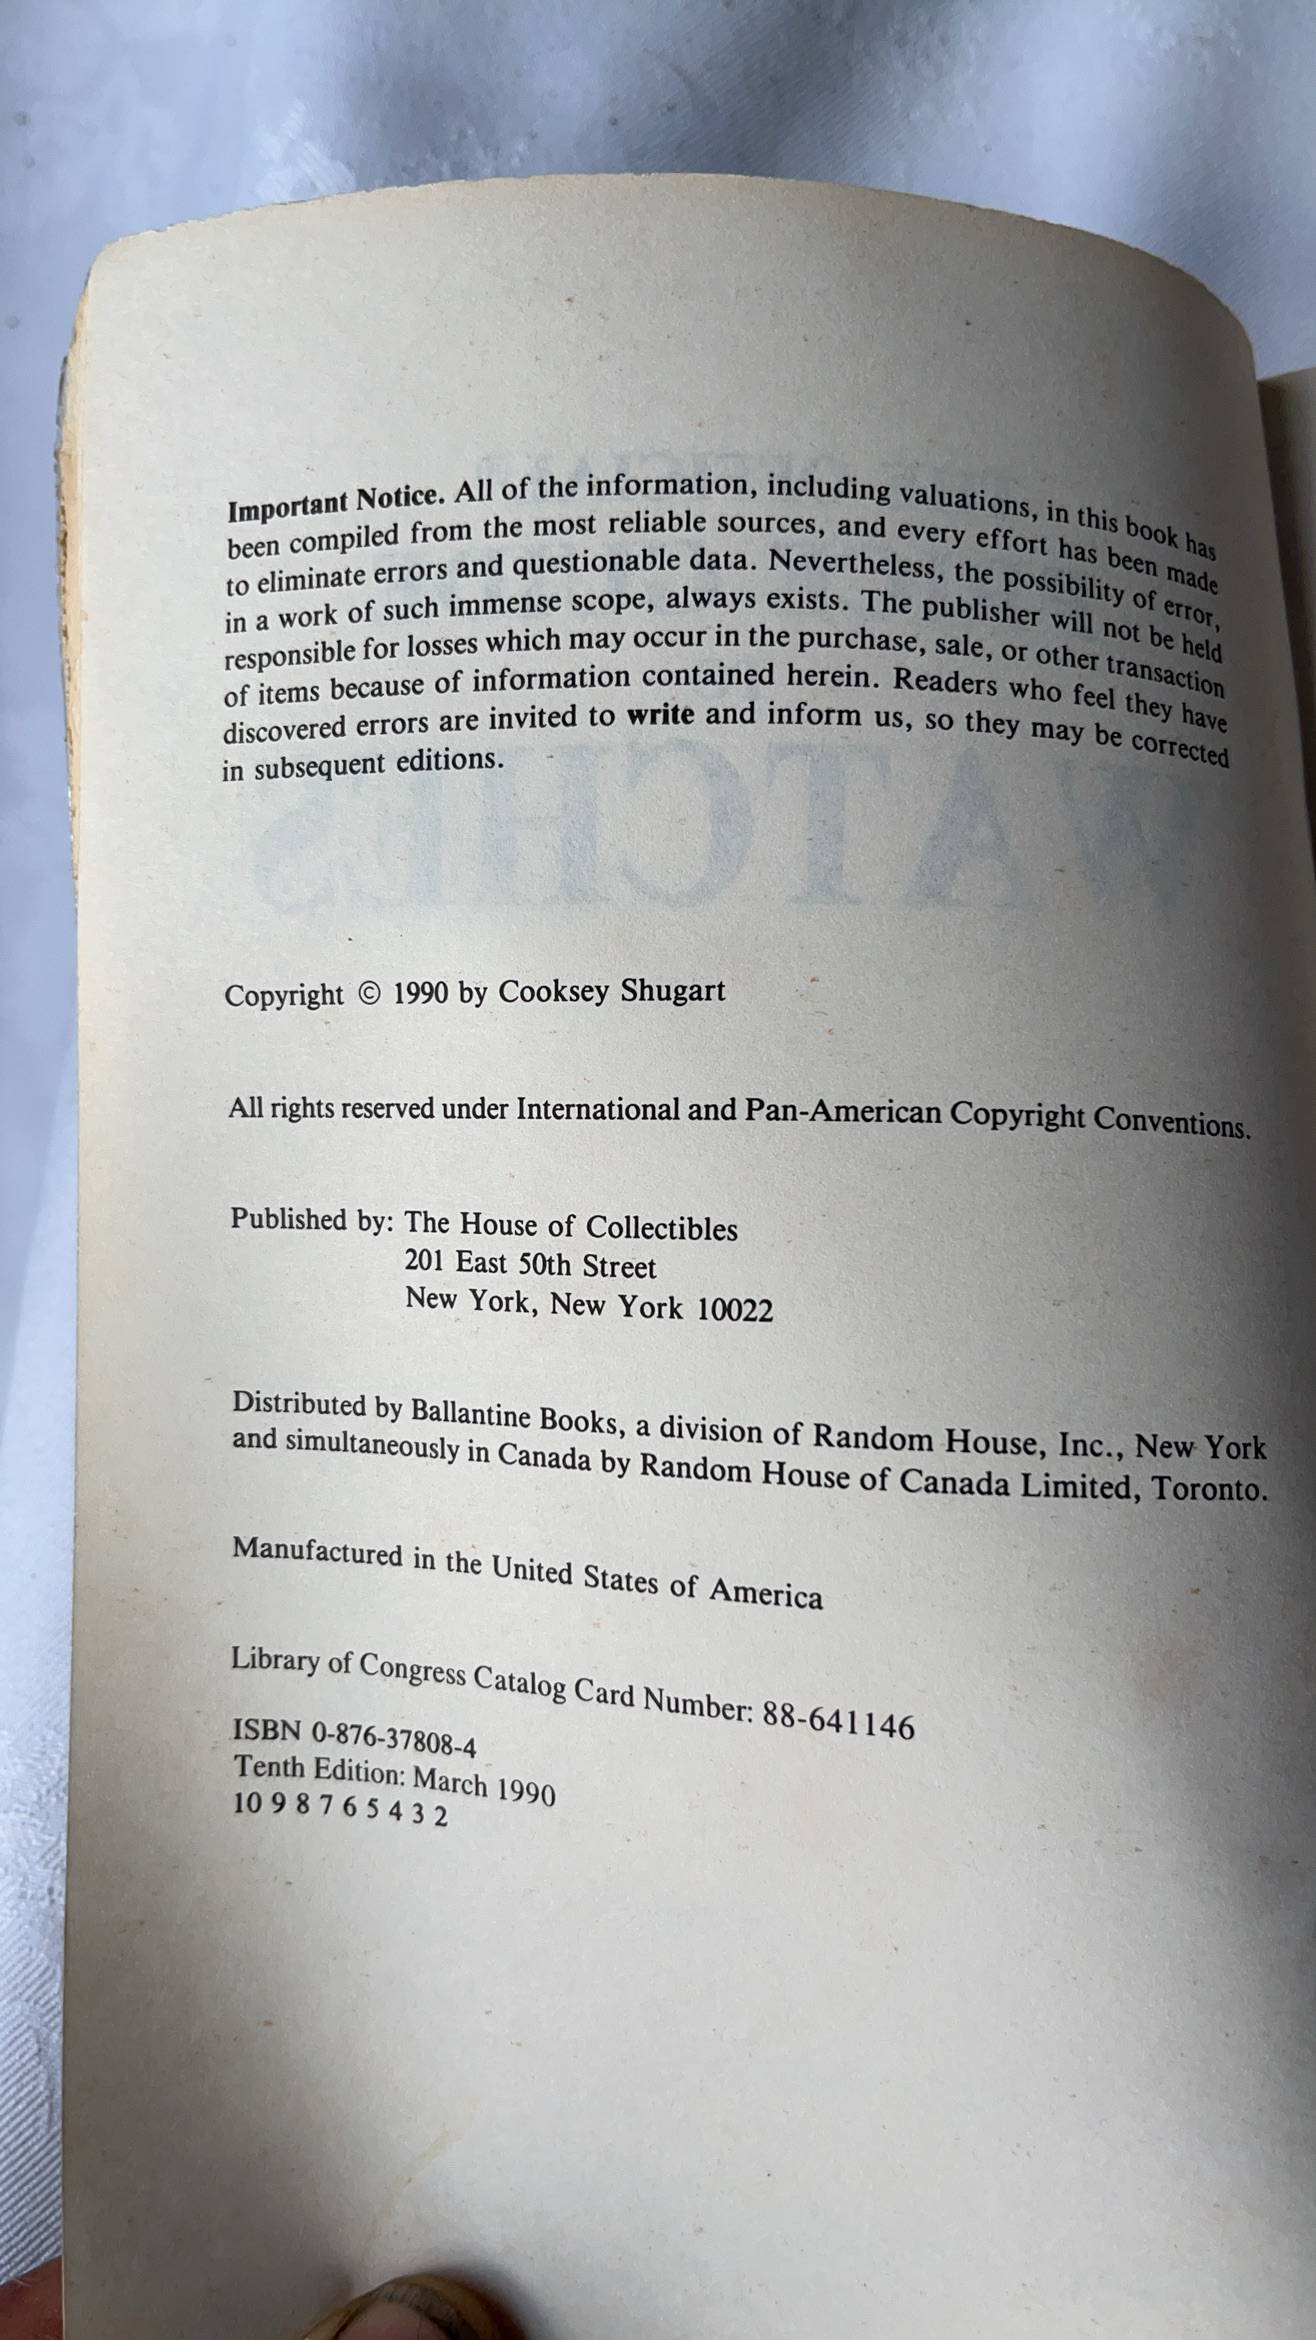 Important Notice. All of the information, including valuations, in this book has
been compiled from the most reliable sources, and every effort has been made
to eliminate errors and questionable data. Nevertheless, the possibility of error,
in a work of such immense scope, always exists. The publisher will not be held
responsible for losses which may occur in the purchase, sale, or other transaction
of items because of information contained herein. Readers who feel they have
discovered errors are invited to write and inform us, so they may be corrected
in subsequent editions.
WATCHES
Copyright © 1990 by Cooksey Shugart
All rights reserved under International and Pan-American Copyright Conventions.
Published by: The House of Collectibles
201 East 50th Street
New York, New York 10022
Distributed by Ballantine Books, a division of Random House, Inc., New York
and simultaneously in Canada by Random House of Canada Limited, Toronto.
Manufactured in the United States of America
Library of Congress Catalog Card Number: 88-641146
ISBN 0-876-37808-4
Tenth Edition: March 1990
10 9 8 7 6 5 4 3 2